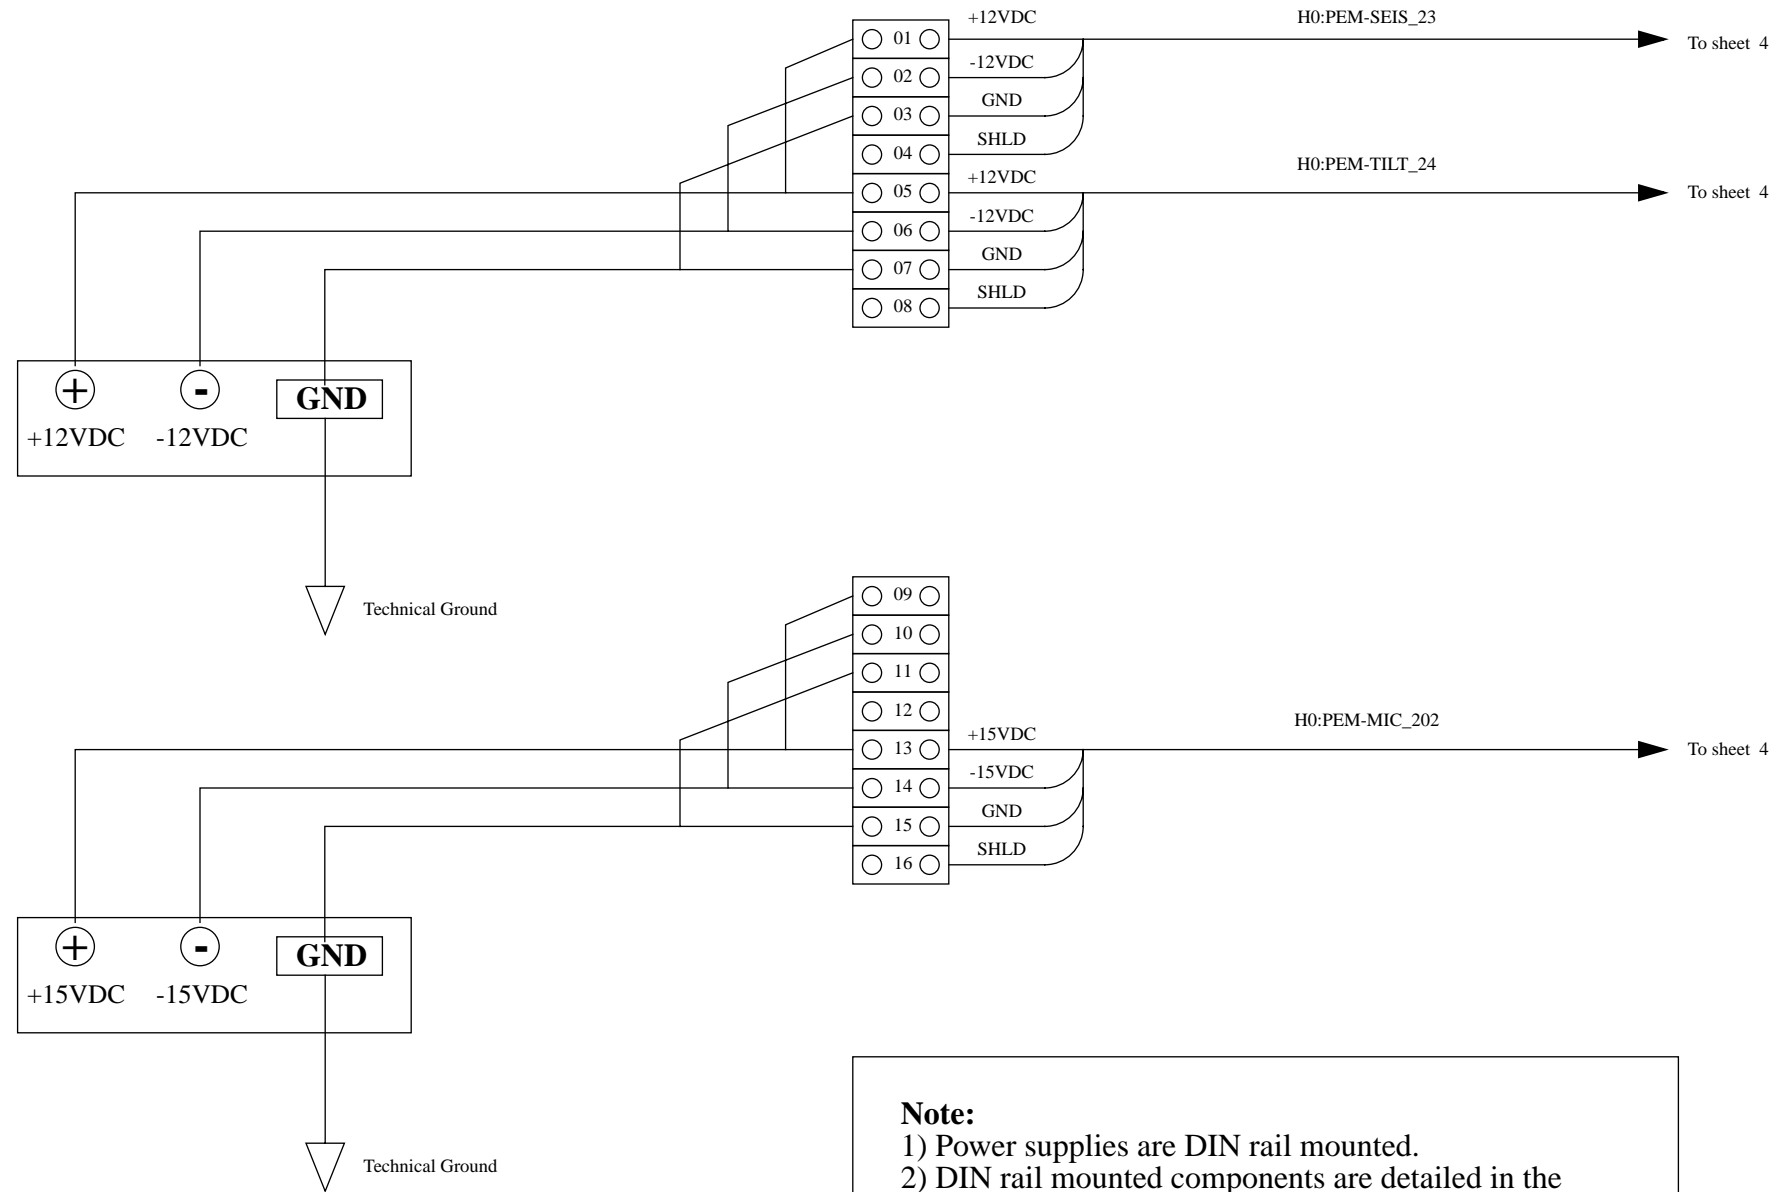 +12VDC
H0:PEM-SEIS_23
01
To sheet 4
-12VDC
02
GND
03
SHLD
04
+12VDC
H0:PEM-TILT_24
05
To sheet 4
-12VDC
06
GND
07
SHLD
08
+
-
GND
+12VDC
-12VDC
Technical Ground
09
10
11
12
+15VDC
H0:PEM-MIC_202
13
To sheet 4
-15VDC
14
GND
15
SHLD
16
+
-
GND
+15VDC
-15VDC
Technical Ground
Note:
1) Power supplies are DIN rail mounted.
2) DIN rail mounted components are detailed in the